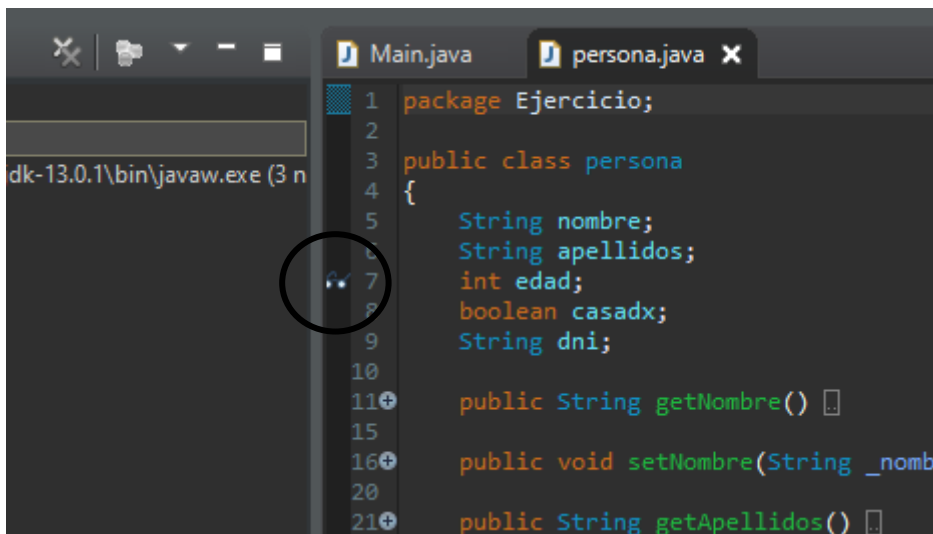 Main.java
persona.java
dk-13.0.1\bin\javaw.exe (3 n
1 package Ejercicio;
2
3 public class persona
4 {
5 String nombre;
6 String apellidos;
7 int edad;
8 boolean casadx;
9 String dni;
10
11 public String getNombre()
15
16 public void setNombre(String _nomb
20
21 public String getApellidos()